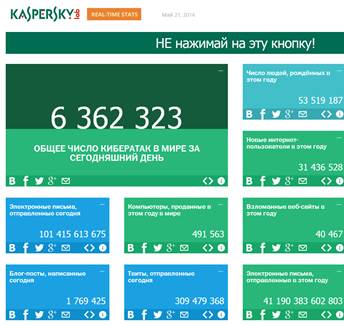 KASPERSKY lab
REAL-TIME STATS
Май 21, 2014
НЕ нажимай на эту кнопку!
6 362 323
ОБЩЕЕ ЧИСЛО КИБЕРАТАК В МИРЕ ЗА
СЕГОДНЯШНИЙ ДЕНЬ
Число людей, рождённых в
этом году
53 519 187
Новые интернет-
пользователи в этом году
31 436 528
Электронные письма,
отправленные сегодня
101 415 613 675
Компьютеры, проданные в
этом году в мире
491 563
Взломанные веб-сайты в
этом году
40 467
Блог-посты, написанные
сегодня
1 769 425
Твиты, отправленные
сегодня
309 479 368
Электронные письма,
отправленные в этом году
41 190 383 602 803